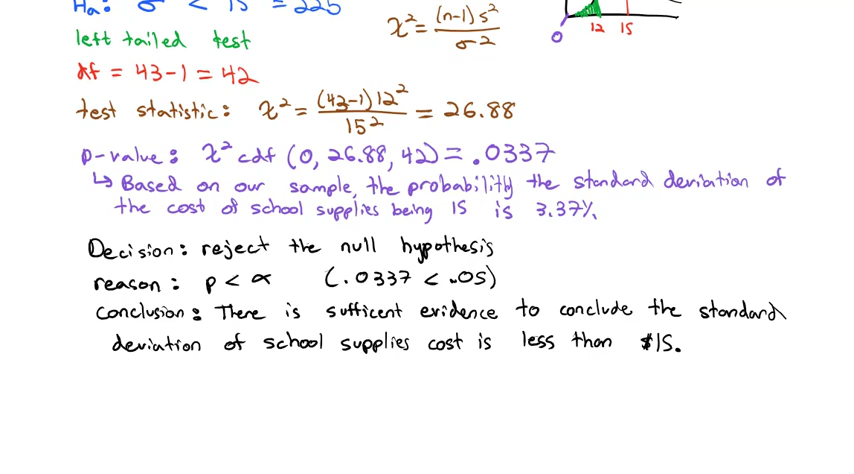 Ha: σ² < 15² = 225
χ² = (n-1) s² / σ²
0 12 15
left tailed test
df = 43-1 = 42
test statistic: χ² = (43-1) 12² / 15² = 26.88
p-value: χ² cdf (0, 26.88, 42) = .0337
↳ Based on our sample, the probability the standard deviation of
the cost of school supplies being 15 is 3.37%
Decision: reject the null hypothesis
reason: p < α (.0337 < .05)
conclusion: There is sufficent evidence to conclude the standard
deviation of school supplies cost is less than $15.